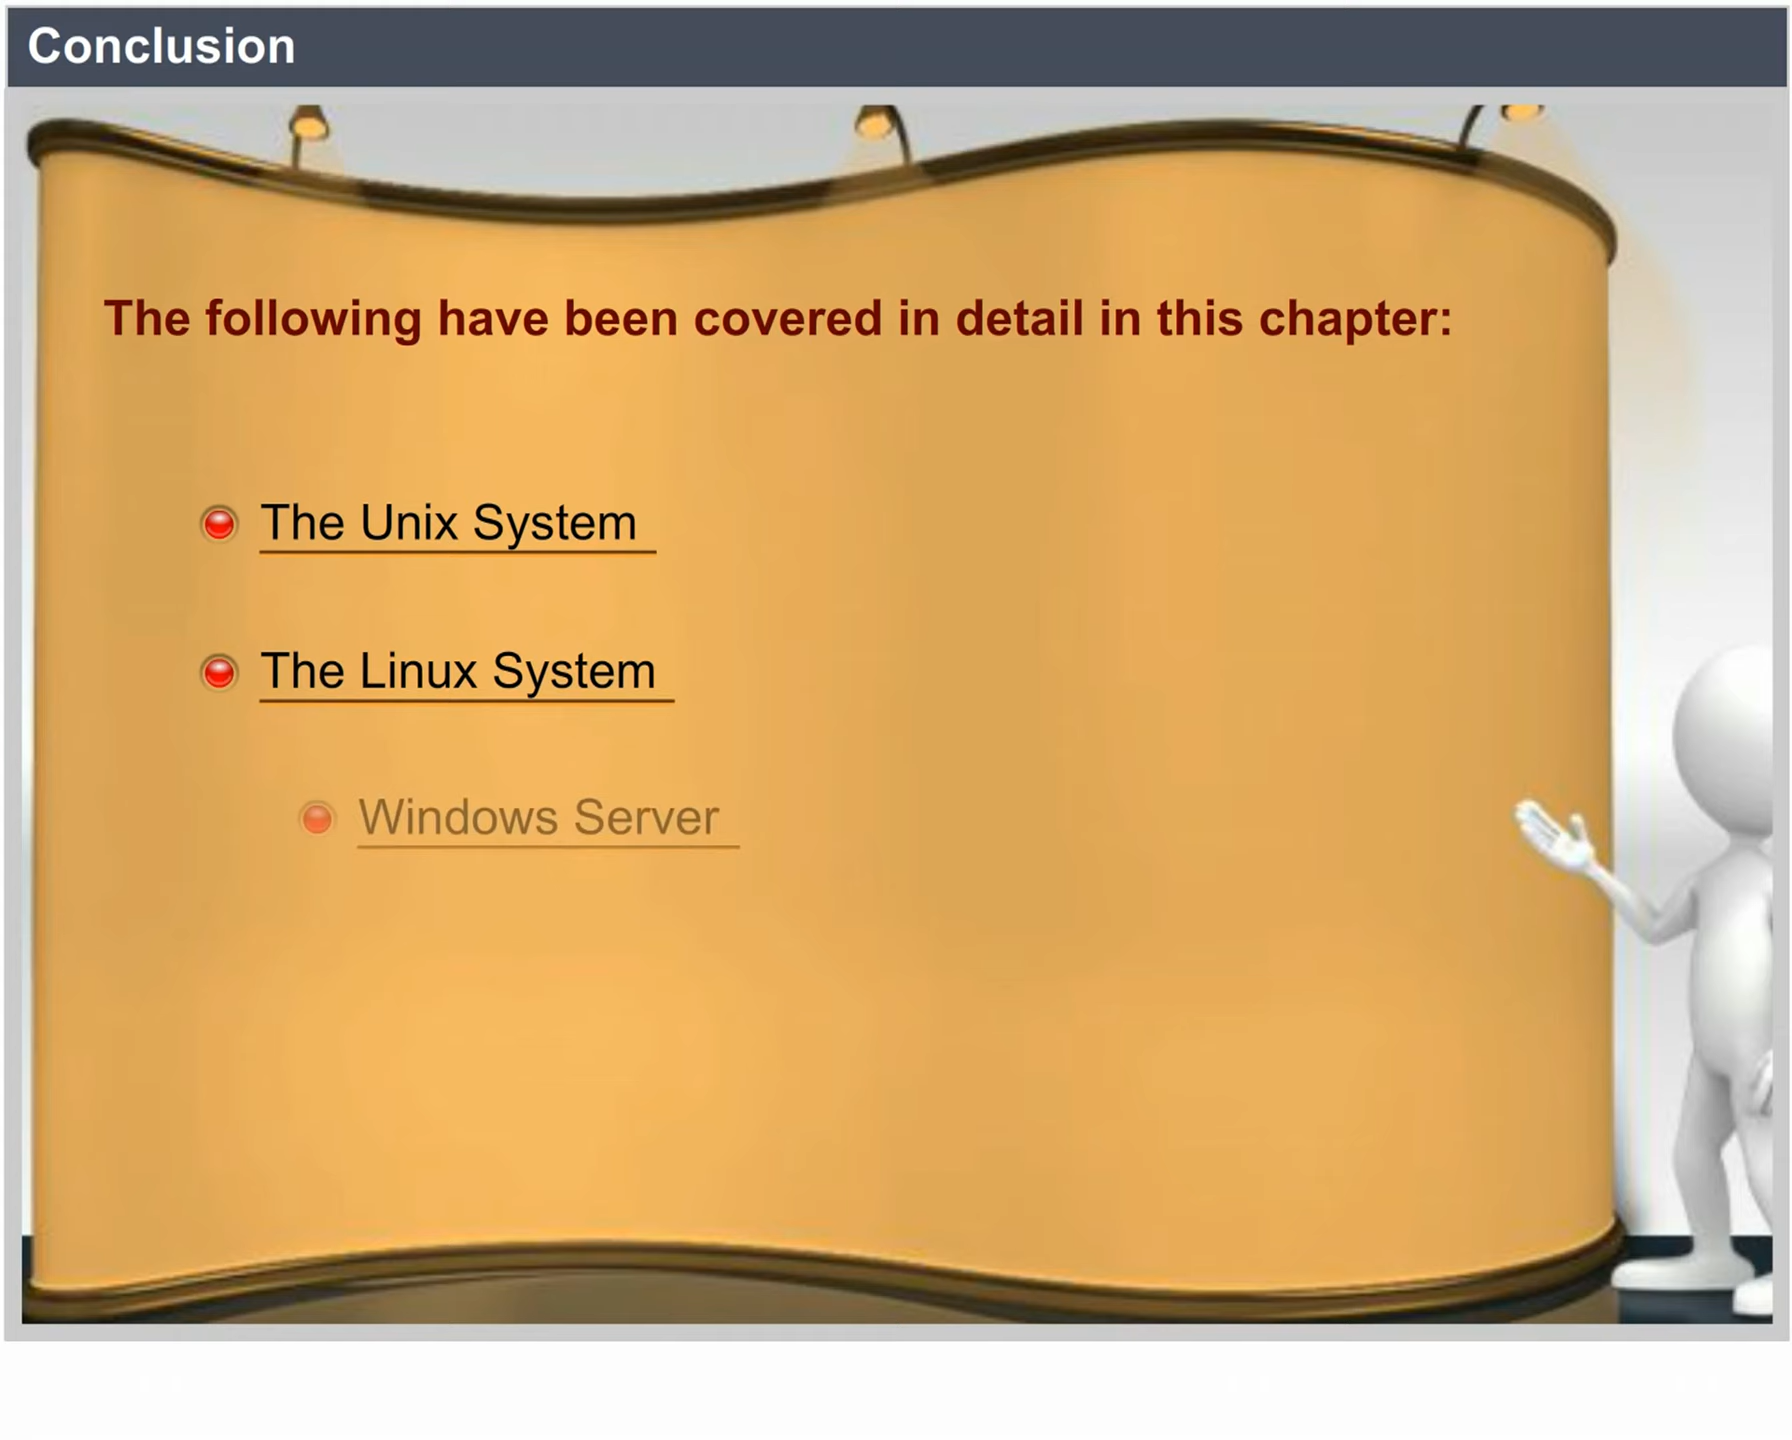 Conclusion
The following have been covered in detail in this chapter:
The Unix System
The Linux System
Windows Server